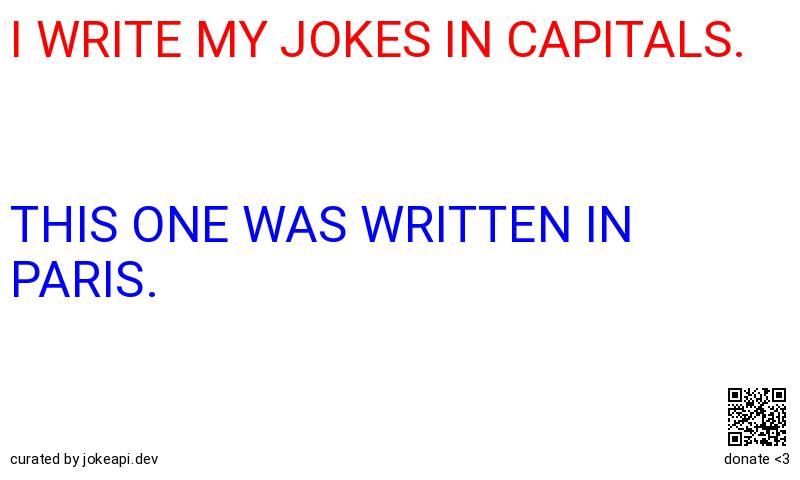 I WRITE MY JOKES IN CAPITALS.
THIS ONE WAS WRITTEN IN
PARIS.
curated by jokeapi.dev
donate <3